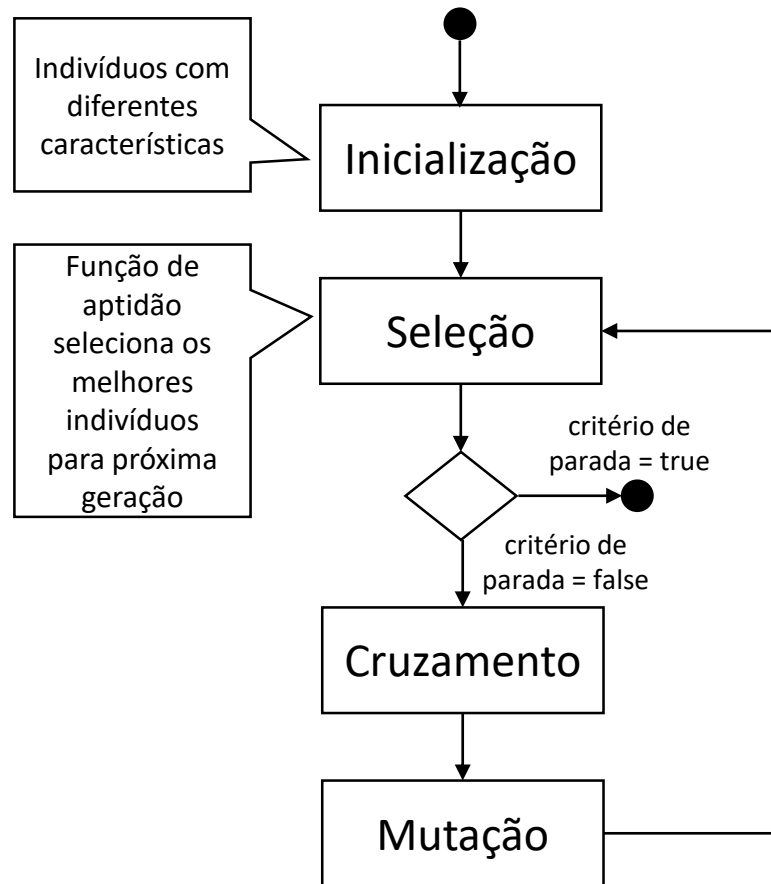 Indivíduos com
diferentes
características
Inicialização
Função de
aptidão
seleciona os
melhores
indivíduos
para próxima
geração
Seleção
critério de
parada = true
critério de
parada = false
Cruzamento
Mutação